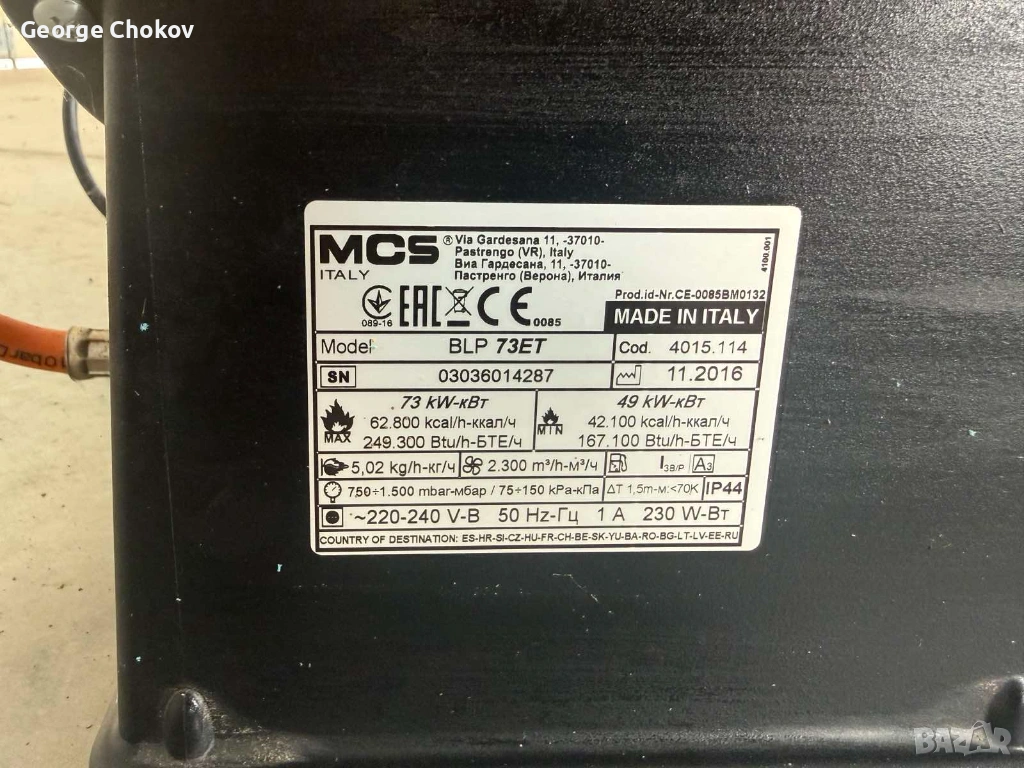 George Chokov
MCS®
ITALY
Via Gardesana 11, -37010-
Pastrengo (VR), Italy
Виа Гардесана, 11, -37010-
Пастренго (Верона), Италия
4100.001
089-16
EAC
CE 0085
Prod.id-Nr.CE-0085BM0132
MADE IN ITALY
Model: BLP 73ET
Cod. 4015.114
SN 03036014287
11.2016
MAX
73 kW-кВт
62.800 kcal/h-ккал/ч
249.300 Btu/h-БТЕ/ч
MIN
49 kW-кВт
42.100 kcal/h-ккал/ч
167.100 Btu/h-БТЕ/ч
5,02 kg/h-кг/ч
2.300 m³/h-м³/ч
I3B/P A3
750÷1.500 mbar-мбар / 75÷150 kPa-кПа
ΔT 1,5m-м:<70K
IP44
~220-240 V-В 50 Hz-Гц 1 A 230 W-Вт
COUNTRY OF DESTINATION: ES-HR-SI-CZ-HU-FR-CH-BE-SK-YU-BA-RO-BG-LT-LV-EE-RU
BAZAR